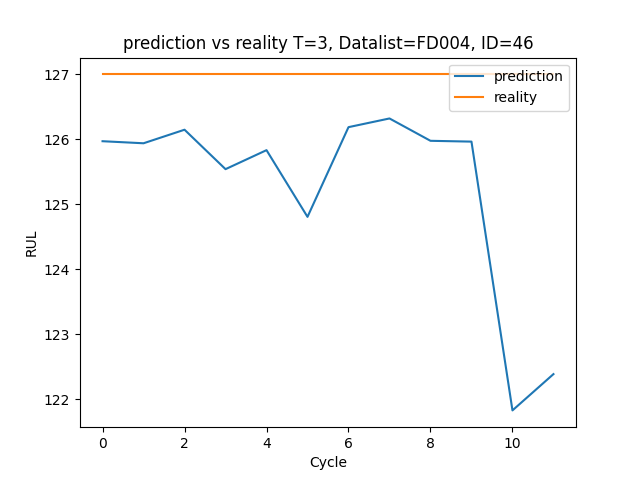 prediction vs reality T=3, Datalist=FD004, ID=46
127
126
125
124
123
122
RUL
prediction
reality
0 2 4 6 8 10
Cycle